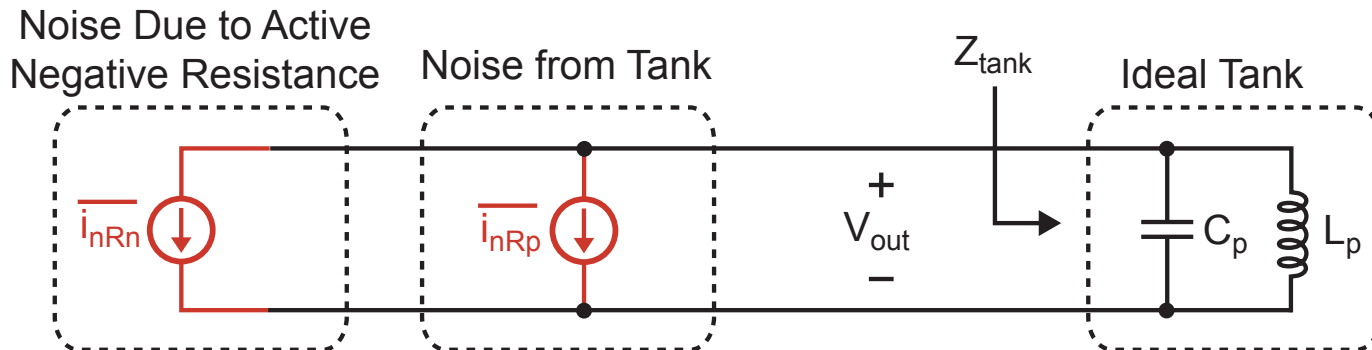 Noise Due to Active
Negative Resistance
Noise from Tank
Z_tank
Ideal Tank
i_nRn
i_nRp
+
V_out
−
C_p
L_p